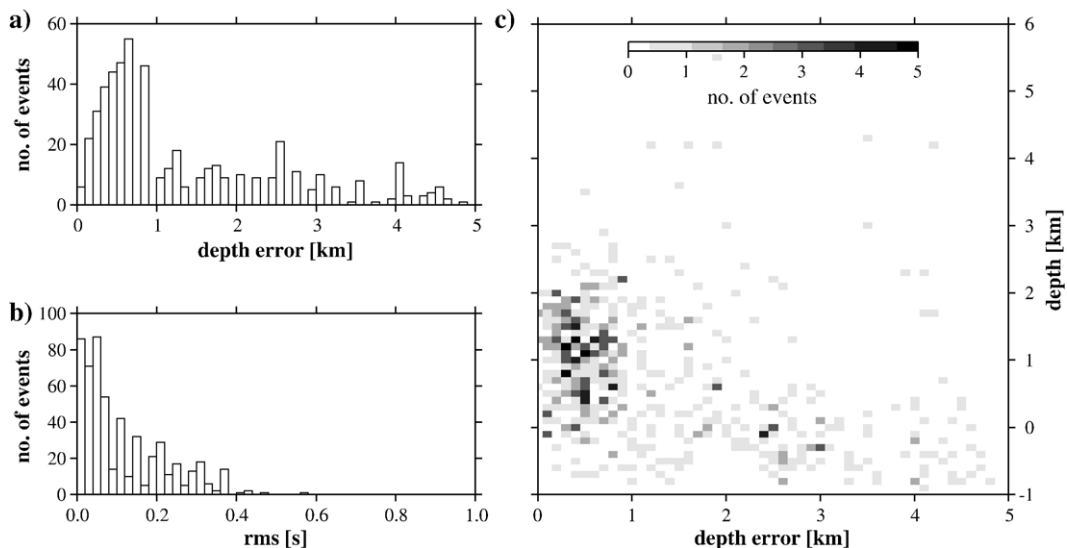 a)
no. of events
60
40
20
0
0 1 2 3 4 5
depth error [km]
b)
no. of events
100
80
60
40
20
0
0.0 0.2 0.4 0.6 0.8 1.0
rms [s]
c)
0 1 2 3 4 5
no. of events
6
5
4
3
2
1
0
-1
depth [km]
0 1 2 3 4 5
depth error [km]